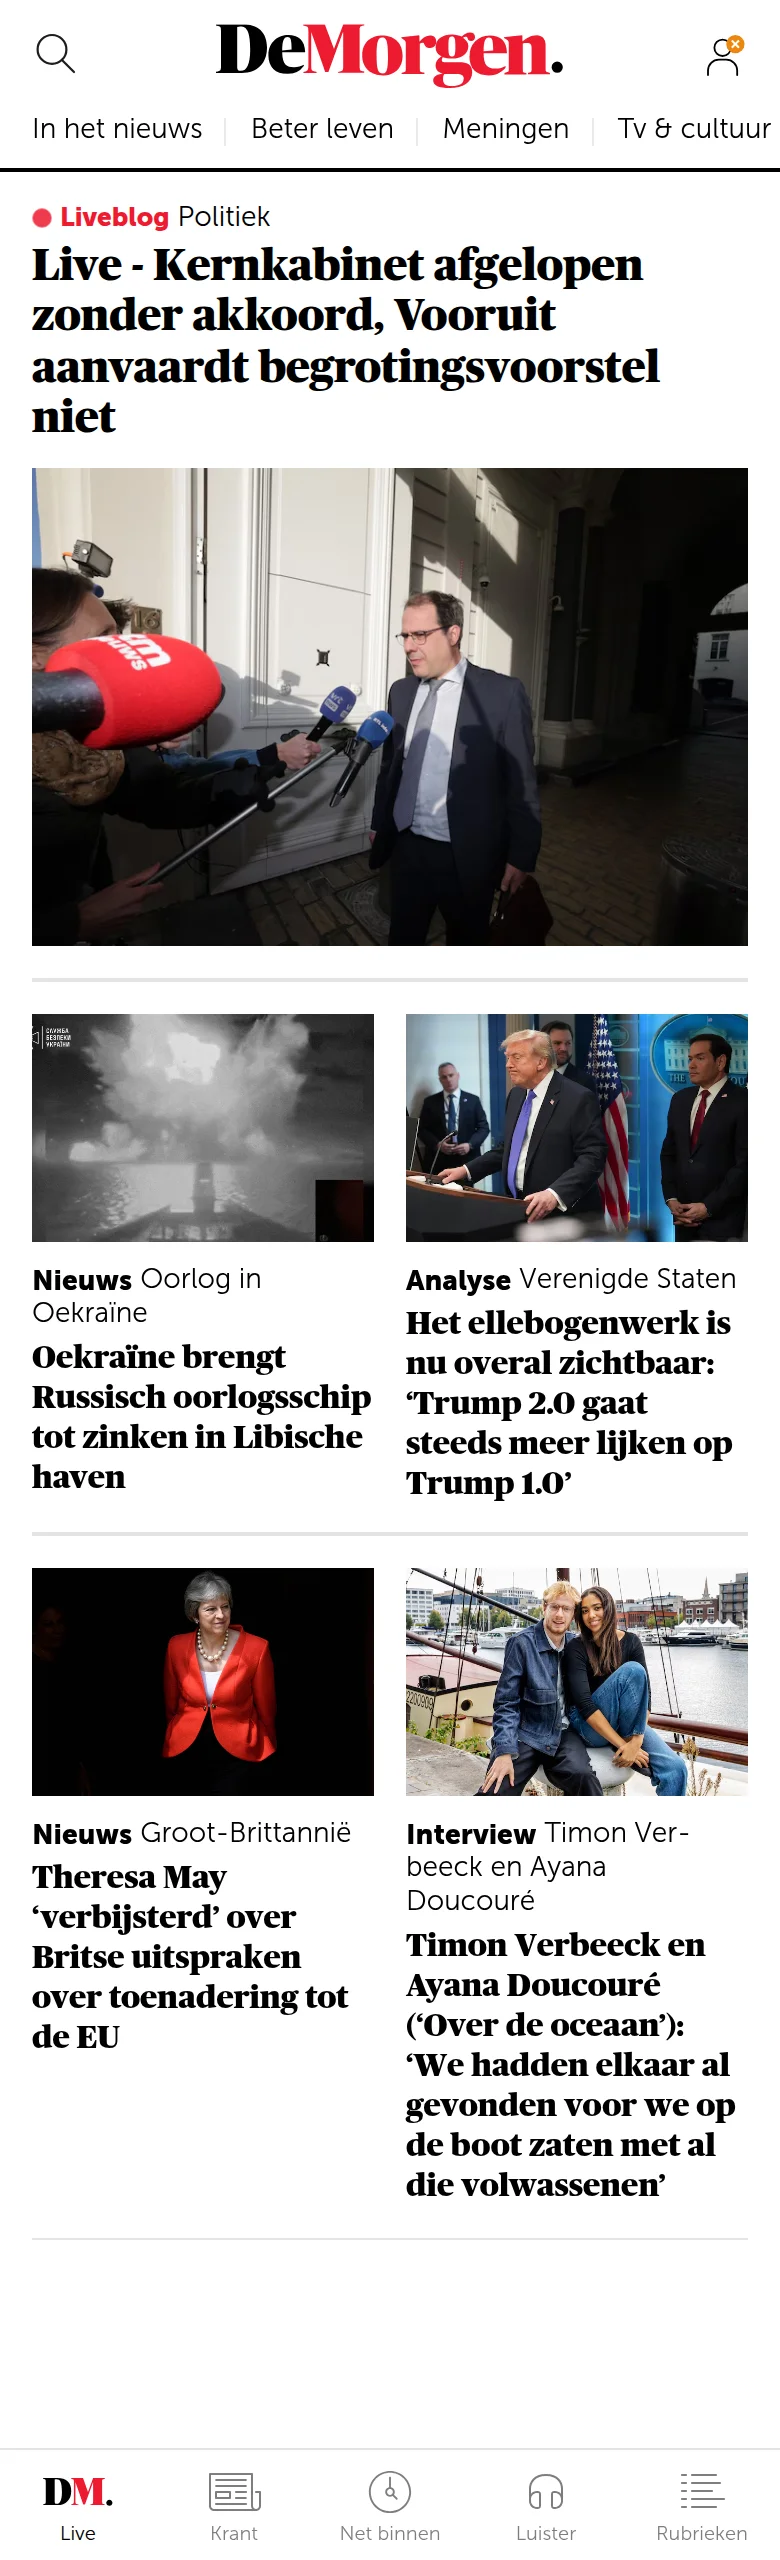 DeMorgen.
In het nieuws
Beter leven
Meningen
Tv & cultuur
Liveblog Politiek
Live - Kernkabinet afgelopen
zonder akkoord, Vooruit
aanvaardt begrotingsvoorstel
niet
vrt
СЛУЖБА
БЕЗПЕКИ
УКРАЇНИ
THE
Nieuws Oorlog in
Oekraïne
Oekraïne brengt
Russisch oorlogsschip
tot zinken in Libische
haven
Analyse Verenigde Staten
Het ellebogenwerk is
nu overal zichtbaar:
‘Trump 2.0 gaat
steeds meer lijken op
Trump 1.0’
Nieuws Groot-Brittannië
Theresa May
‘verbijsterd’ over
Britse uitspraken
over toenadering tot
de EU
Interview Timon Ver-
beeck en Ayana
Doucouré
Timon Verbeeck en
Ayana Doucouré
(‘Over de oceaan’):
‘We hadden elkaar al
gevonden voor we op
de boot zaten met al
die volwassenen’
DM.
Live
Krant
Net binnen
Luister
Rubrieken